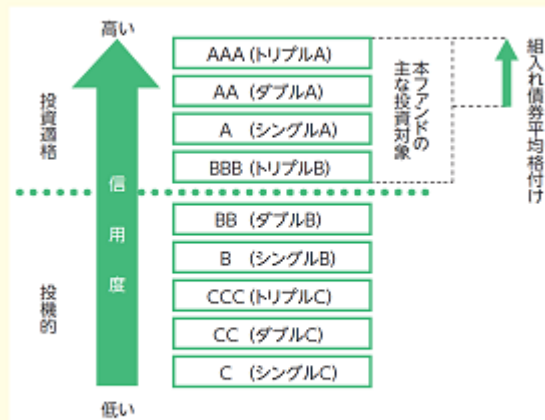 高い
投資適格
信用度
投機的
低い
AAA (トリプルA)
AA (ダブルA)
A (シングルA)
BBB (トリプルB)
BB (ダブルB)
B (シングルB)
CCC (トリプルC)
CC (ダブルC)
C (シングルC)
本ファンドの
主な投資対象
組入れ債券平均格付け